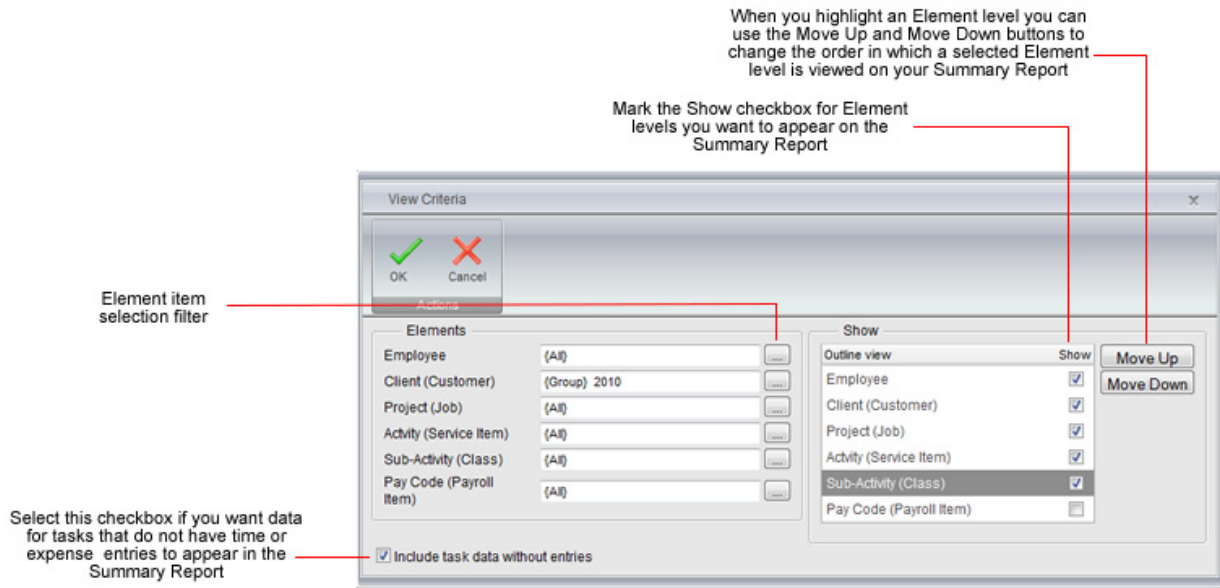 When you highlight an Element level you can
use the Move Up and Move Down buttons to
change the order in which a selected Element
level is viewed on your Summary Report
Mark the Show checkbox for Element
levels you want to appear on the
Summary Report
View Criteria
x
OK
Cancel
Actions
Element item
selection filter
Elements
Employee
{All}
...
Client (Customer)
{Group} 2010
...
Project (Job)
{All}
...
Actvity (Service Item)
{All}
...
Sub-Activity (Class)
{All}
...
Pay Code (Payroll
Item)
{All}
...
Show
Outline view
Show
Employee
Client (Customer)
Project (Job)
Actvity (Service Item)
Sub-Activity (Class)
Pay Code (Payroll Item)
Move Up
Move Down
Select this checkbox if you want data
for tasks that do not have time or
expense entries to appear in the
Summary Report
Include task data without entries